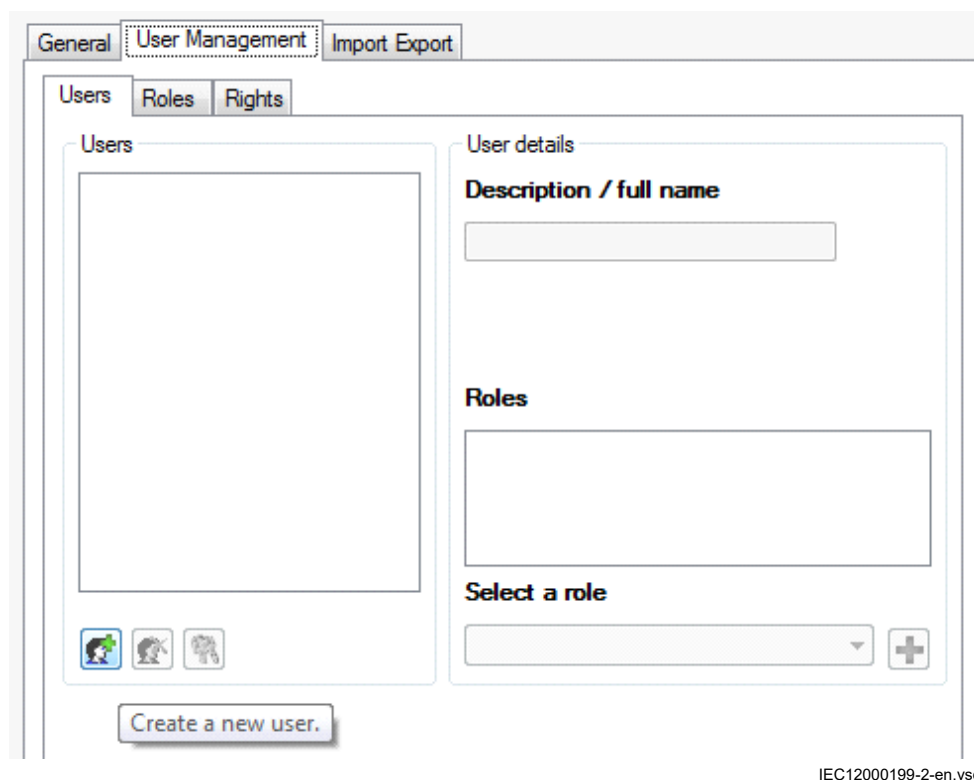 General User Management Import Export
Users Roles Rights
Users
User details
Description / full name
Roles
Select a role
Create a new user.
IEC12000199-2-en.vsd